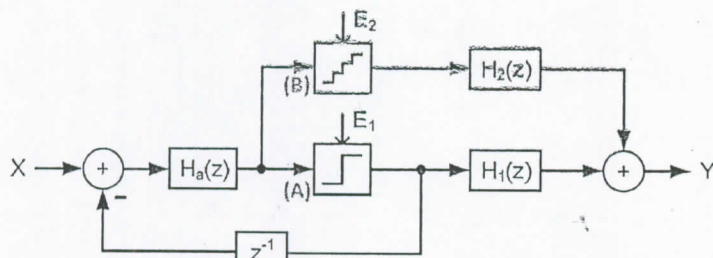 E₂
(B)
H₂(z)
E₁
X
+
−
Hₐ(z)
(A)
H₁(z)
+
Y
z⁻¹